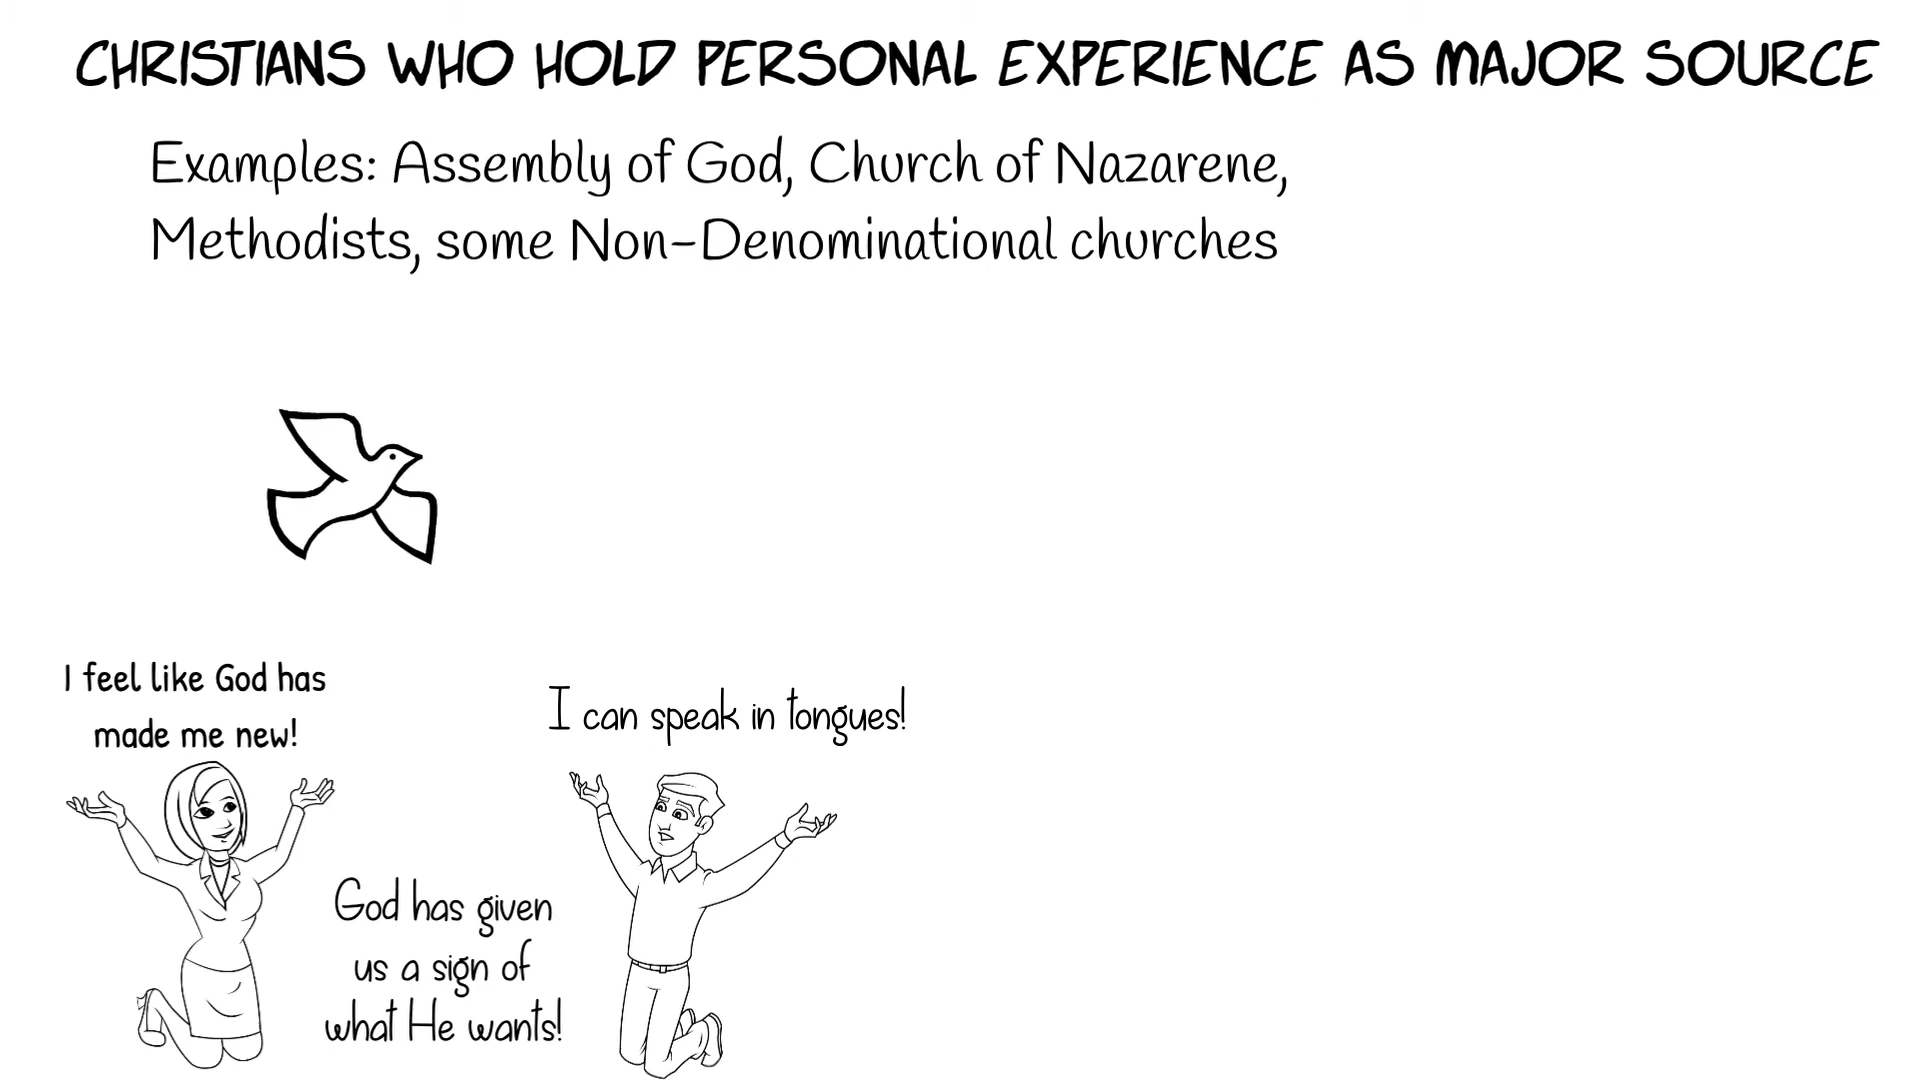 CHRISTIANS WHO HOLD PERSONAL EXPERIENCE AS MAJOR SOURCE
Examples: Assembly of God, Church of Nazarene,
Methodists, some Non-Denominational churches
I feel like God has
made me new!
I can speak in tongues!
God has given
us a sign of
what He wants!